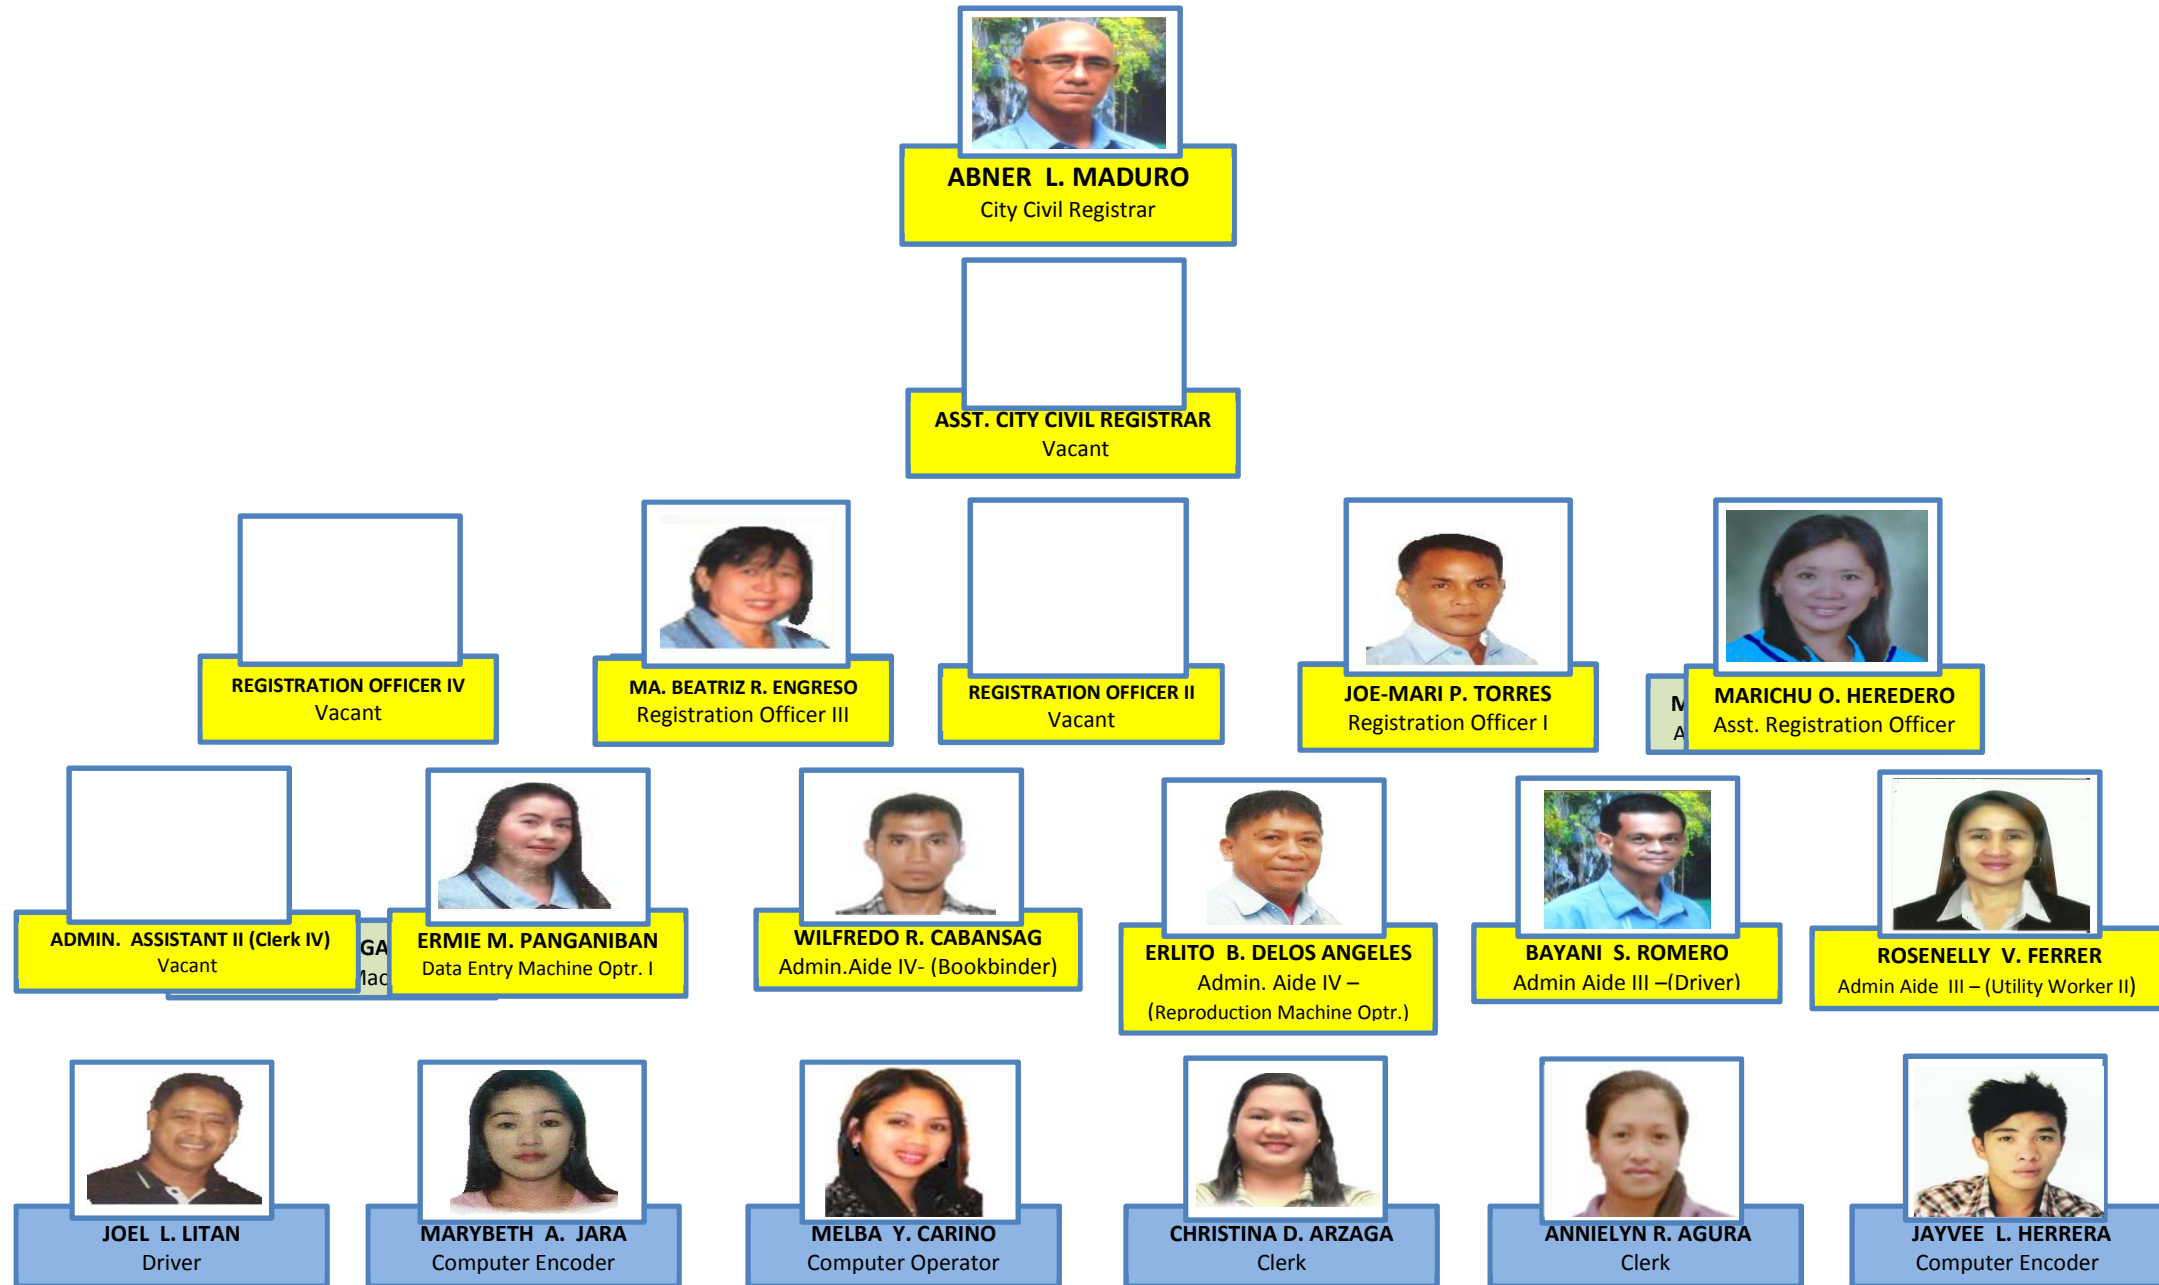 ABNER L. MADURO
City Civil Registrar
ASST. CITY CIVIL REGISTRAR
Vacant
REGISTRATION OFFICER IV
Vacant
MA. BEATRIZ R. ENGRESO
Registration Officer III
REGISTRATION OFFICER II
Vacant
JOE-MARI P. TORRES
Registration Officer I
M
A
MARICHU O. HEREDERO
Asst. Registration Officer
ADMIN. ASSISTANT II (Clerk IV)
Vacant
GA
Mac
ERMIE M. PANGANIBAN
Data Entry Machine Optr. I
WILFREDO R. CABANSAG
Admin.Aide IV- (Bookbinder)
ERLITO B. DELOS ANGELES
Admin. Aide IV –
(Reproduction Machine Optr.)
BAYANI S. ROMERO
Admin Aide III –(Driver)
ROSENELLY V. FERRER
Admin Aide III – (Utility Worker II)
JOEL L. LITAN
Driver
MARYBETH A. JARA
Computer Encoder
MELBA Y. CARINO
Computer Operator
CHRISTINA D. ARZAGA
Clerk
ANNIELYN R. AGURA
Clerk
JAYVEE L. HERRERA
Computer Encoder